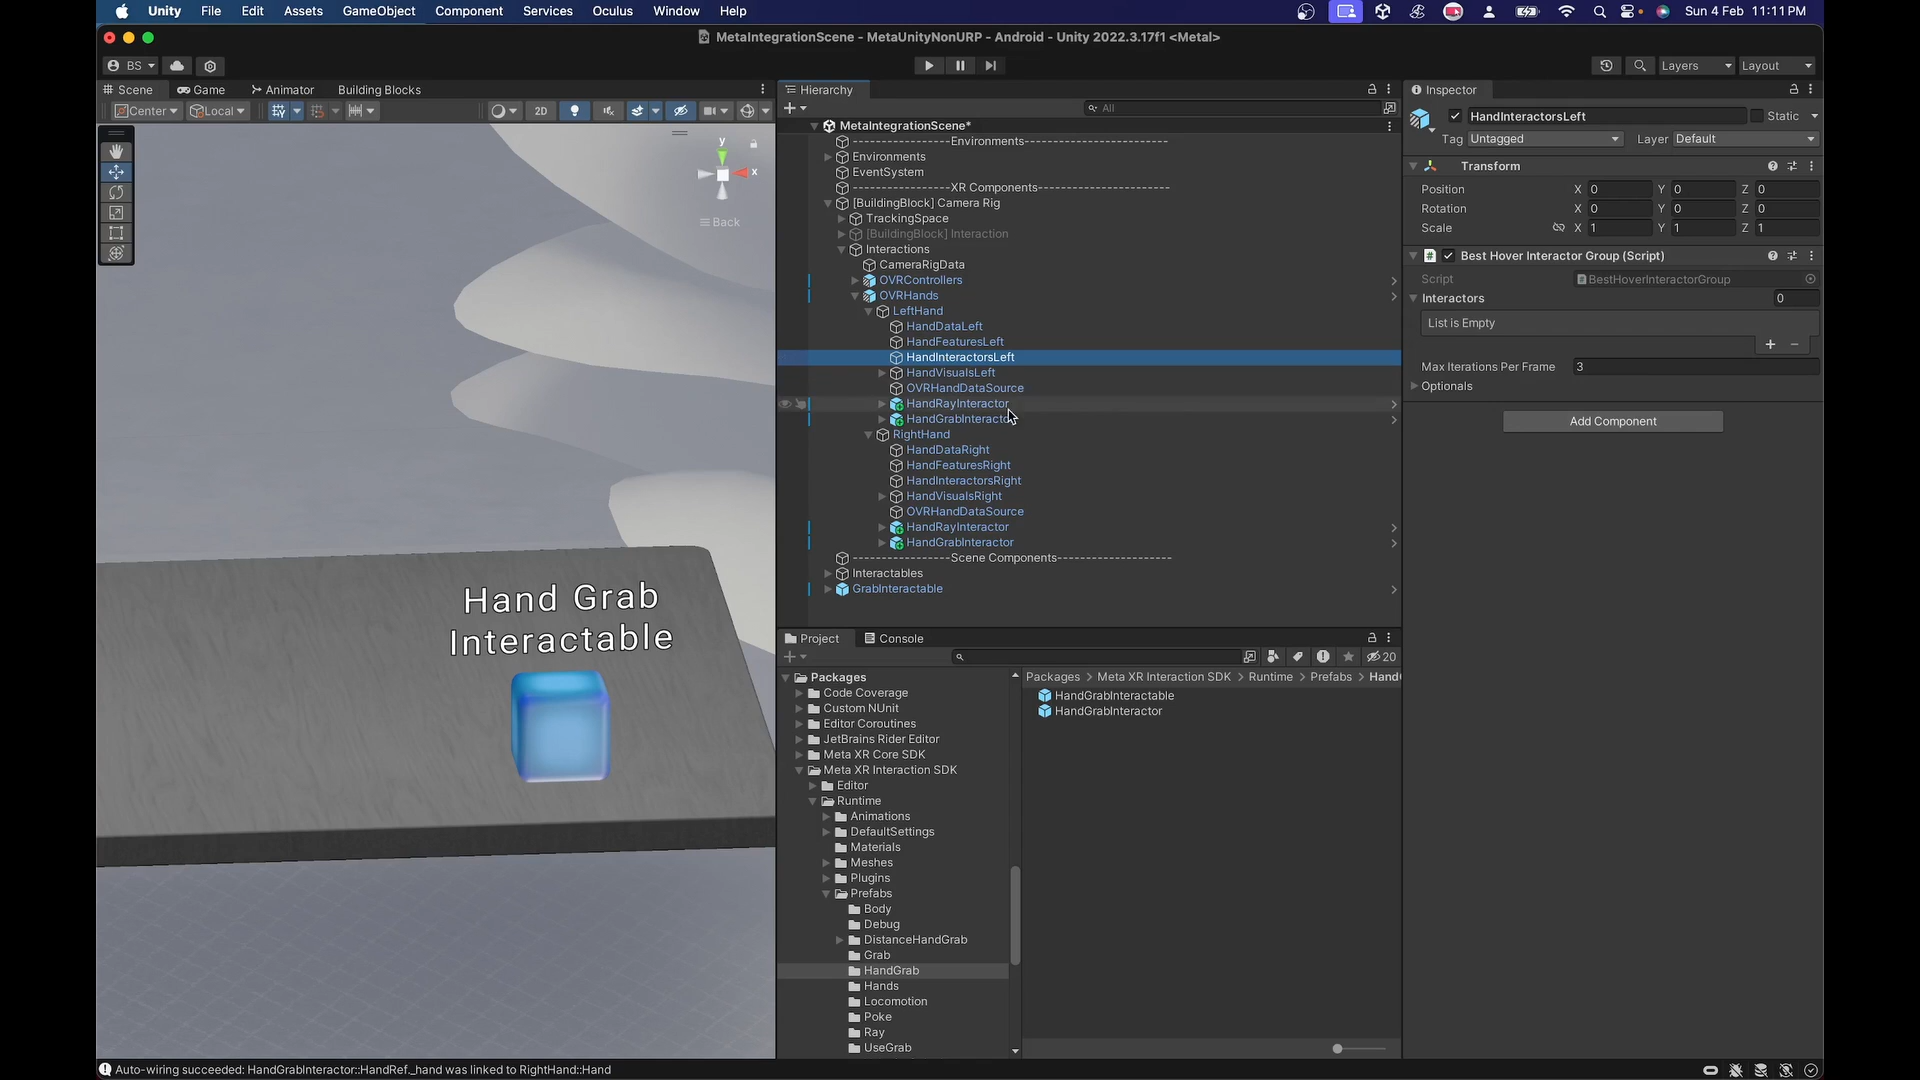 Unity File Edit Assets GameObject Component Services Oculus Window Help Sun 4 Feb 11:11 PM
MetaIntegrationScene - MetaUnityNonURP - Android - Unity 2022.3.17f1 <Metal>
BS Layers Layout
Scene Game Animator Building Blocks
Center Local 2D
y
x
Back
Hand Grab
Interactable
Hierarchy
All
MetaIntegrationScene*
----------------Environments-----------------------
Environments
EventSystem
----------------XR Components----------------------
[BuildingBlock] Camera Rig
TrackingSpace
[BuildingBlock] Interaction
Interactions
CameraRigData
OVRControllers
OVRHands
LeftHand
HandDataLeft
HandFeaturesLeft
HandInteractorsLeft
HandVisualsLeft
OVRHandDataSource
HandRayInteractor
HandGrabInteractor
RightHand
HandDataRight
HandFeaturesRight
HandInteractorsRight
HandVisualsRight
OVRHandDataSource
HandRayInteractor
HandGrabInteractor
----------------Scene Components-------------------
Interactables
GrabInteractable
Project Console
20
Packages
Code Coverage
Custom NUnit
Editor Coroutines
JetBrains Rider Editor
Meta XR Core SDK
Meta XR Interaction SDK
Editor
Runtime
Animations
DefaultSettings
Materials
Meshes
Plugins
Prefabs
Body
Debug
DistanceHandGrab
Grab
HandGrab
Hands
Locomotion
Poke
Ray
UseGrab
Packages > Meta XR Interaction SDK > Runtime > Prefabs > Hand
HandGrabInteractable
HandGrabInteractor
Inspector
HandInteractorsLeft Static
Tag Untagged Layer Default
Transform
Position X 0 Y 0 Z 0
Rotation X 0 Y 0 Z 0
Scale X 1 Y 1 Z 1
# Best Hover Interactor Group (Script)
Script BestHoverInteractorGroup
Interactors 0
List is Empty
+ −
Max Iterations Per Frame 3
Optionals
Add Component
Auto-wiring succeeded: HandGrabInteractor::HandRef._hand was linked to RightHand::Hand